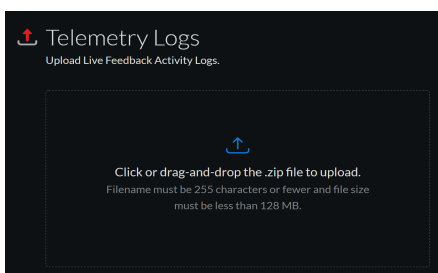 Telemetry Logs
Upload Live Feedback Activity Logs.
Click or drag-and-drop the .zip file to upload.
Filename must be 255 characters or fewer and file size
must be less than 128 MB.